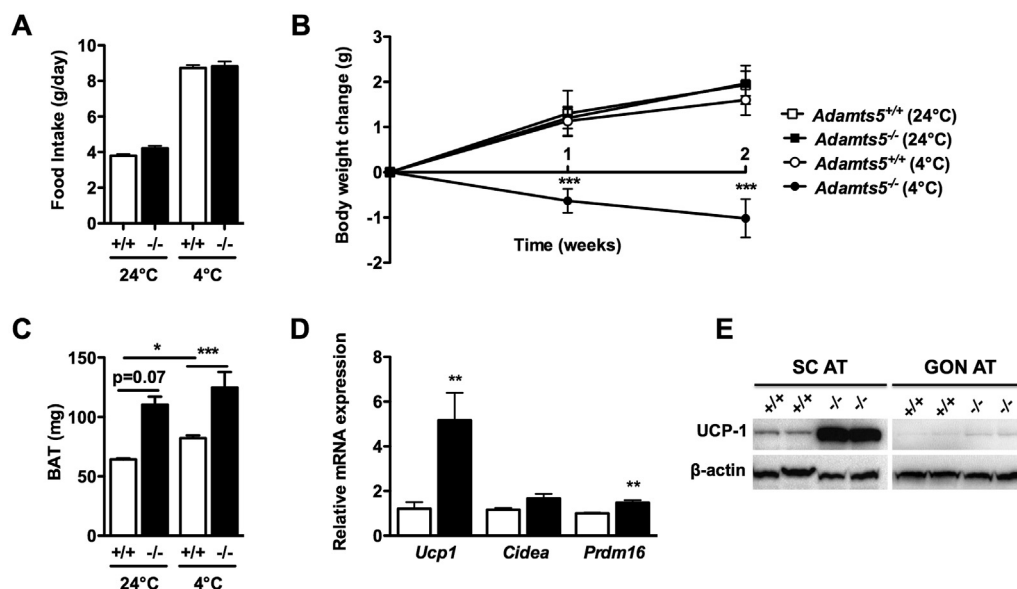 A
Food Intake (g/day)
10
8
6
4
2
0
+/+ -/- +/+ -/-
24°C 4°C
B
Body weight change (g)
3
2
1
0
-1
-2
1 2
*** ***
Time (weeks)
Adamts5+/+ (24°C)
Adamts5-/- (24°C)
Adamts5+/+ (4°C)
Adamts5-/- (4°C)
C
BAT (mg)
150
100
50
0
* ***
p=0.07
+/+ -/- +/+ -/-
24°C 4°C
D
Relative mRNA expression
8
6
4
2
0
**
**
Ucp1 Cidea Prdm16
E
SC AT GON AT
+/+ +/+ -/- -/- +/+ +/+ -/- -/-
UCP-1
β-actin